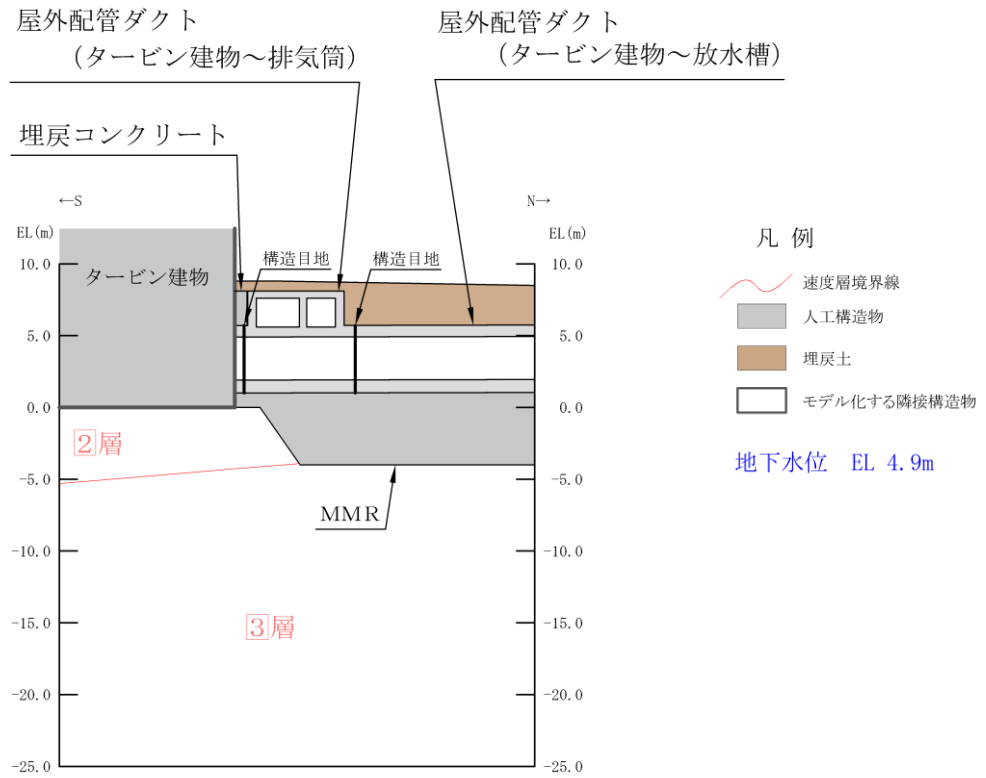 屋外配管ダクト
（タービン建物～排気筒）
屋外配管ダクト
（タービン建物～放水槽）
埋戻コンクリート
←S
N→
EL(m)
EL(m)
10.0
5.0
0.0
-5.0
-10.0
-15.0
-20.0
-25.0
10.0
5.0
0.0
-5.0
-10.0
-15.0
-20.0
-25.0
タービン建物
構造目地
構造目地
2層
MMR
3層
凡 例
速度層境界線
人工構造物
埋戻土
モデル化する隣接構造物
地下水位　EL 4.9m